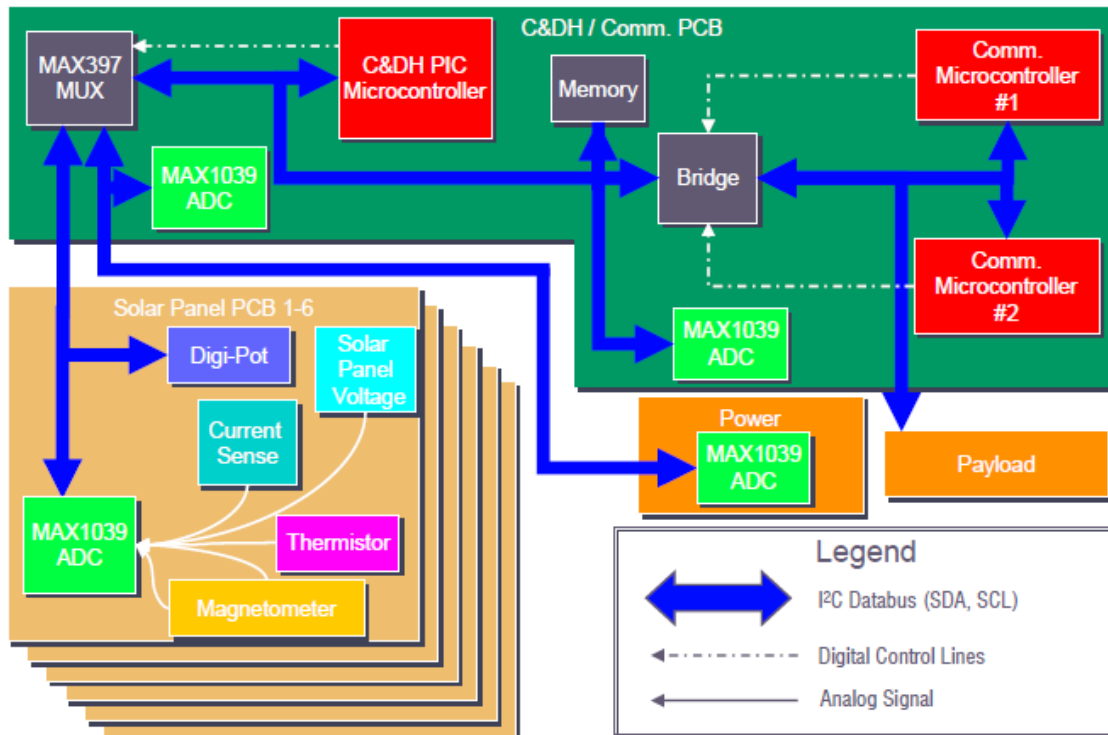 C&DH / Comm. PCB
MAX397
MUX
C&DH PIC
Microcontroller
Memory
Comm.
Microcontroller
#1
MAX1039
ADC
Bridge
Comm.
Microcontroller
#2
MAX1039
ADC
Solar Panel PCB 1-6
Digi-Pot
Solar
Panel
Voltage
Current
Sense
MAX1039
ADC
Thermistor
Magnetometer
Power
MAX1039
ADC
Payload
Legend
I²C Databus (SDA, SCL)
Digital Control Lines
Analog Signal